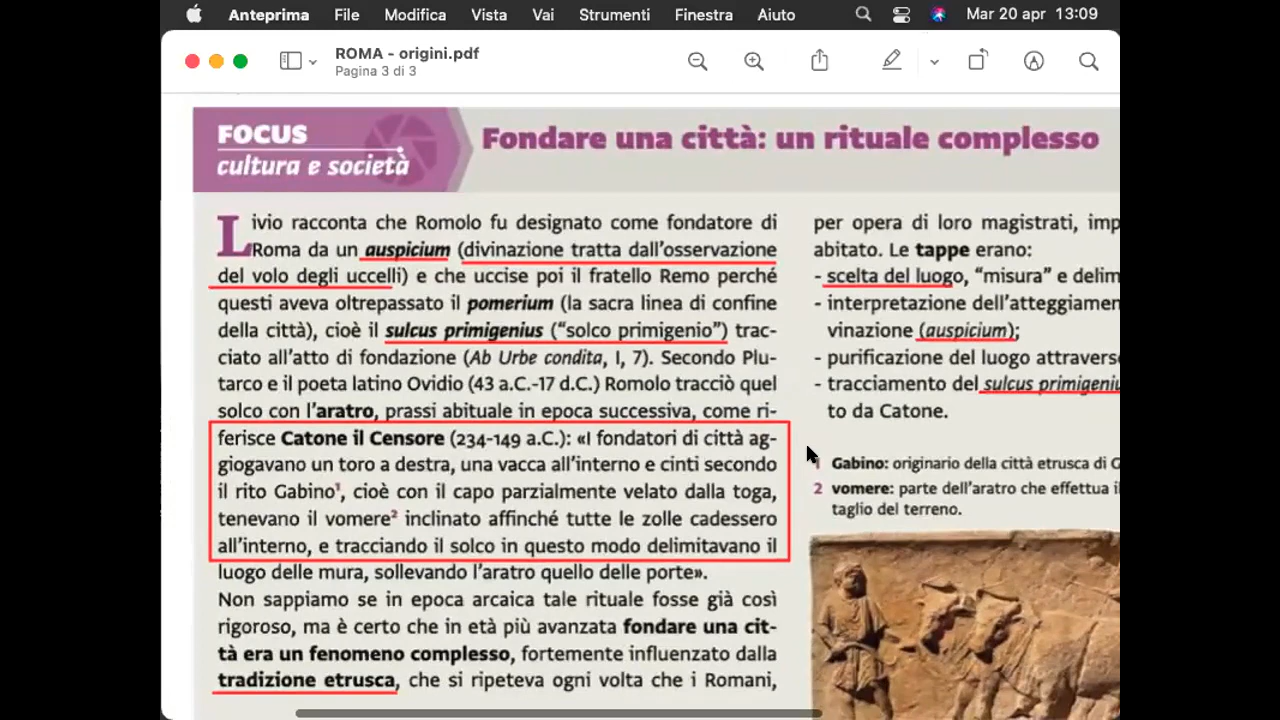 Anteprima File Modifica Vista Vai Strumenti Finestra Aiuto Mar 20 apr 13:09
ROMA - origini.pdf
Pagina 3 di 3
FOCUS
cultura e società
Fondare una città: un rituale complesso
Livio racconta che Romolo fu designato come fondatore di
Roma da un auspicium (divinazione tratta dall'osservazione
del volo degli uccelli) e che uccise poi il fratello Remo perché
questi aveva oltrepassato il pomerium (la sacra linea di confine
della città), cioè il sulcus primigenius ("solco primigenio") trac-
ciato all'atto di fondazione (Ab Urbe condita, I, 7). Secondo Plu-
tarco e il poeta latino Ovidio (43 a.C.-17 d.C.) Romolo tracciò quel
solco con l'aratro, prassi abituale in epoca successiva, come ri-
ferisce Catone il Censore (234-149 a.C.): «I fondatori di città ag-
giogavano un toro a destra, una vacca all'interno e cinti secondo
il rito Gabino1, cioè con il capo parzialmente velato dalla toga,
tenevano il vomere2 inclinato affinché tutte le zolle cadessero
all'interno, e tracciando il solco in questo modo delimitavano il
luogo delle mura, sollevando l'aratro quello delle porte».
Non sappiamo se in epoca arcaica tale rituale fosse già così
rigoroso, ma è certo che in età più avanzata fondare una cit-
tà era un fenomeno complesso, fortemente influenzato dalla
tradizione etrusca, che si ripeteva ogni volta che i Romani,
per opera di loro magistrati, imp
abitato. Le tappe erano:
- scelta del luogo, "misura" e delim
- interpretazione dell'atteggiamen
vinazione (auspicium);
- purificazione del luogo attraverso
- tracciamento del sulcus primigeniu
to da Catone.
1 Gabino: originario della città etrusca di G
2 vomere: parte dell'aratro che effettua il
taglio del terreno.